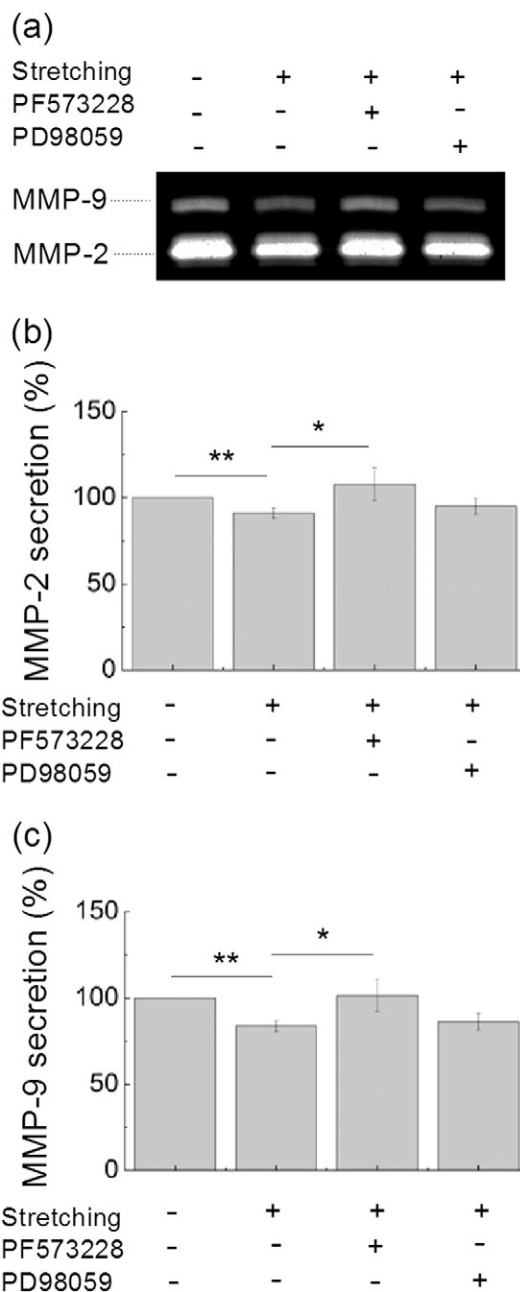 (a)
Stretching - + + +
PF573228 - - + -
PD98059 - - - +
MMP-9
MMP-2
(b)
MMP-2 secretion (%)
150
100
50
0
** *
Stretching - + + +
PF573228 - - + -
PD98059 - - - +
(c)
MMP-9 secretion (%)
150
100
50
0
** *
Stretching - + + +
PF573228 - - + -
PD98059 - - - +